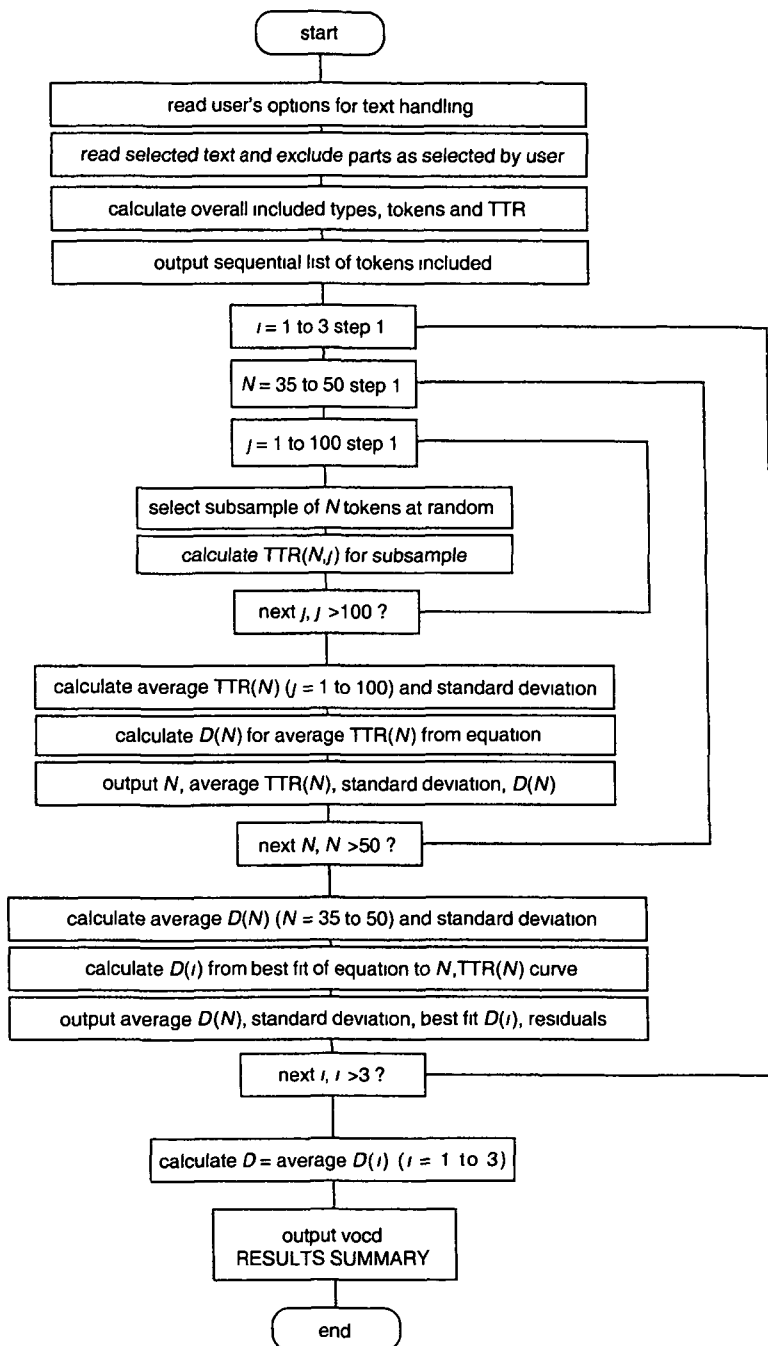 start
read user's options for text handling
read selected text and exclude parts as selected by user
calculate overall included types, tokens and TTR
output sequential list of tokens included
i = 1 to 3 step 1
N = 35 to 50 step 1
j = 1 to 100 step 1
select subsample of N tokens at random
calculate TTR(N,j) for subsample
next j, j >100 ?
calculate average TTR(N) (j = 1 to 100) and standard deviation
calculate D(N) for average TTR(N) from equation
output N, average TTR(N), standard deviation, D(N)
next N, N >50 ?
calculate average D(N) (N = 35 to 50) and standard deviation
calculate D(i) from best fit of equation to N,TTR(N) curve
output average D(N), standard deviation, best fit D(i), residuals
next i, i >3 ?
calculate D = average D(i) (i = 1 to 3)
output vocd
RESULTS SUMMARY
end